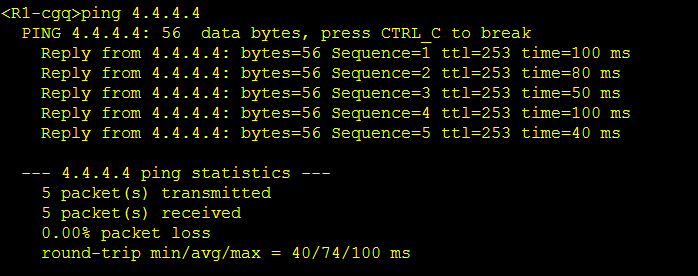 <R1-cgq>ping 4.4.4.4
PING 4.4.4.4: 56  data bytes, press CTRL_C to break
Reply from 4.4.4.4: bytes=56 Sequence=1 ttl=253 time=100 ms
Reply from 4.4.4.4: bytes=56 Sequence=2 ttl=253 time=80 ms
Reply from 4.4.4.4: bytes=56 Sequence=3 ttl=253 time=50 ms
Reply from 4.4.4.4: bytes=56 Sequence=4 ttl=253 time=100 ms
Reply from 4.4.4.4: bytes=56 Sequence=5 ttl=253 time=40 ms
--- 4.4.4.4 ping statistics ---
5 packet(s) transmitted
5 packet(s) received
0.00% packet loss
round-trip min/avg/max = 40/74/100 ms